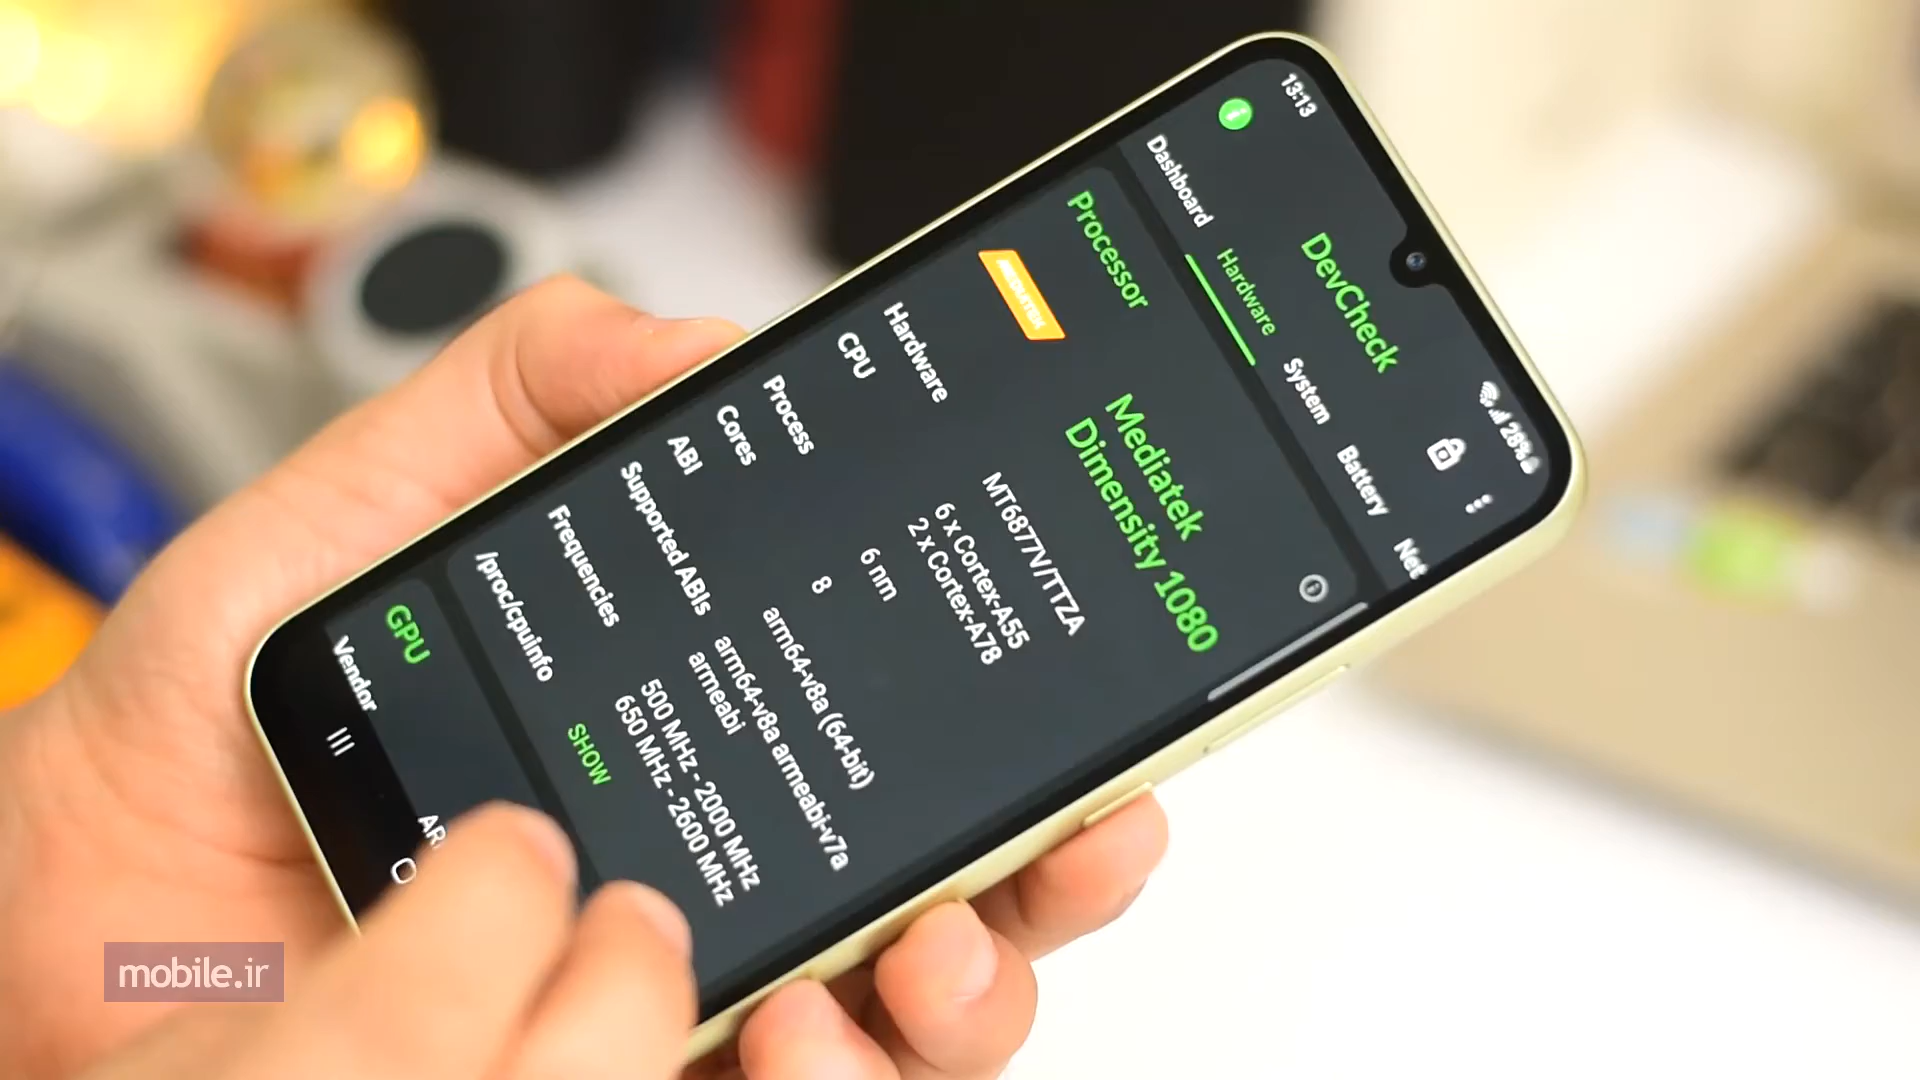 13:13
28%
DevCheck
Dashboard
Hardware
System
Battery
Net
Processor
MEDIATEK
Mediatek
Dimensity 1080
Hardware
MT6877V/TTZA
CPU
6 x Cortex-A55
2 x Cortex-A78
Process
6 nm
Cores
8
ABI
arm64-v8a (64-bit)
Supported ABIs
arm64-v8a armeabi-v7a
armeabi
Frequencies
500 MHz - 2000 MHz
650 MHz - 2600 MHz
/proc/cpuinfo
SHOW
GPU
Vendor
mobile.ir